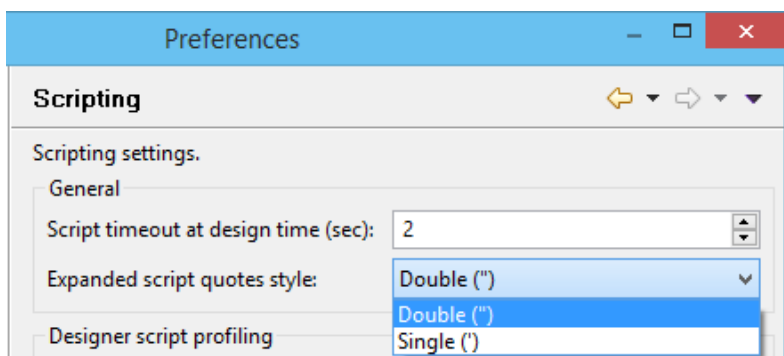 Preferences
Scripting
Scripting settings.
General
Script timeout at design time (sec): 2
Expanded script quotes style: Double (")
Double (")
Single (')
Designer script profiling